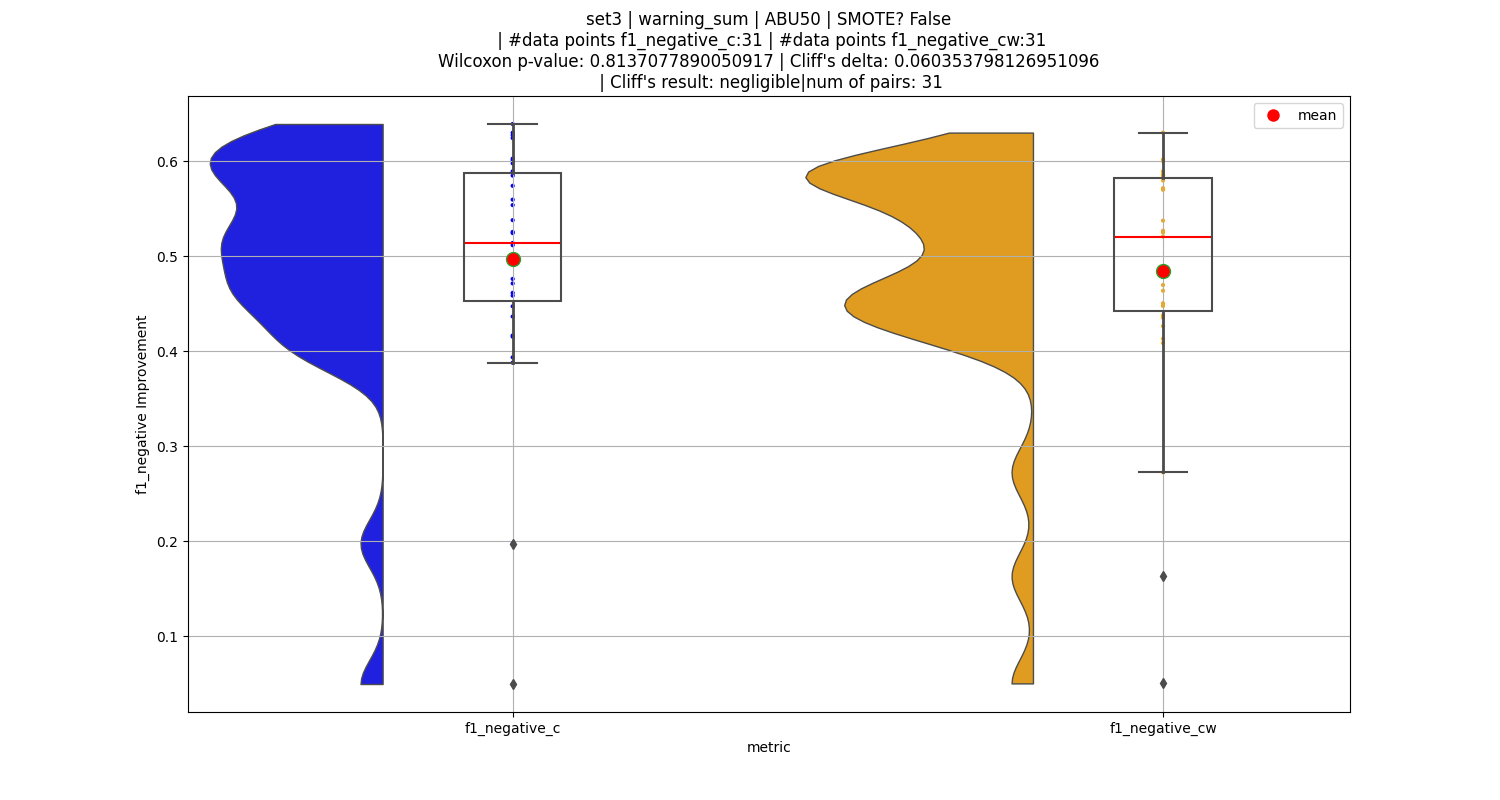 set3 | warning_sum | ABU50 | SMOTE? False
| #data points f1_negative_c:31 | #data points f1_negative_cw:31
Wilcoxon p-value: 0.8137077890050917 | Cliff's delta: 0.060353798126951096
| Cliff's result: negligible|num of pairs: 31
mean
f1_negative Improvement
0.6
0.5
0.4
0.3
0.2
0.1
f1_negative_c
f1_negative_cw
metric